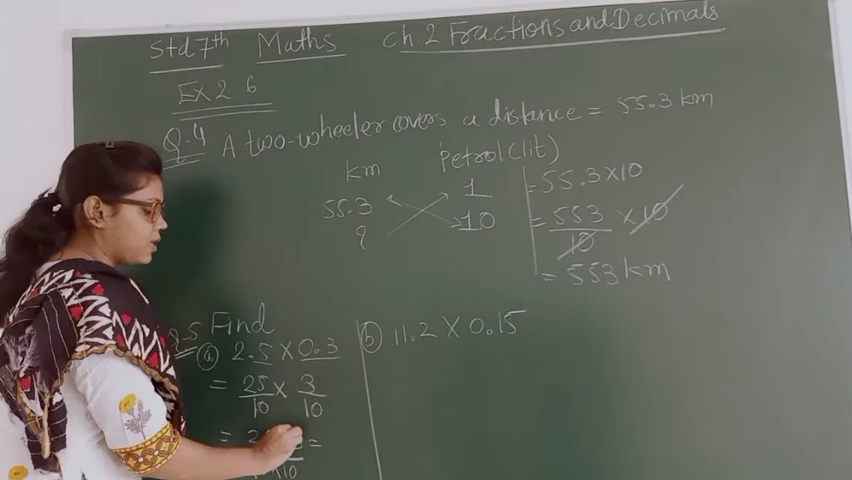 Std 7th Maths Ch. 2 Fractions and Decimals
Ex 2 6
Q.4 A two-wheeler covers a distance = 55.3 km
km Petrol(lit)
55.3 1
? 10
= 55.3 x 10
= 553/10 x 10
= 553 km
Q.5 Find
(a) 2.5 x 0.3
= 25/10 x 3/10
=
(b) 11.2 x 0.15